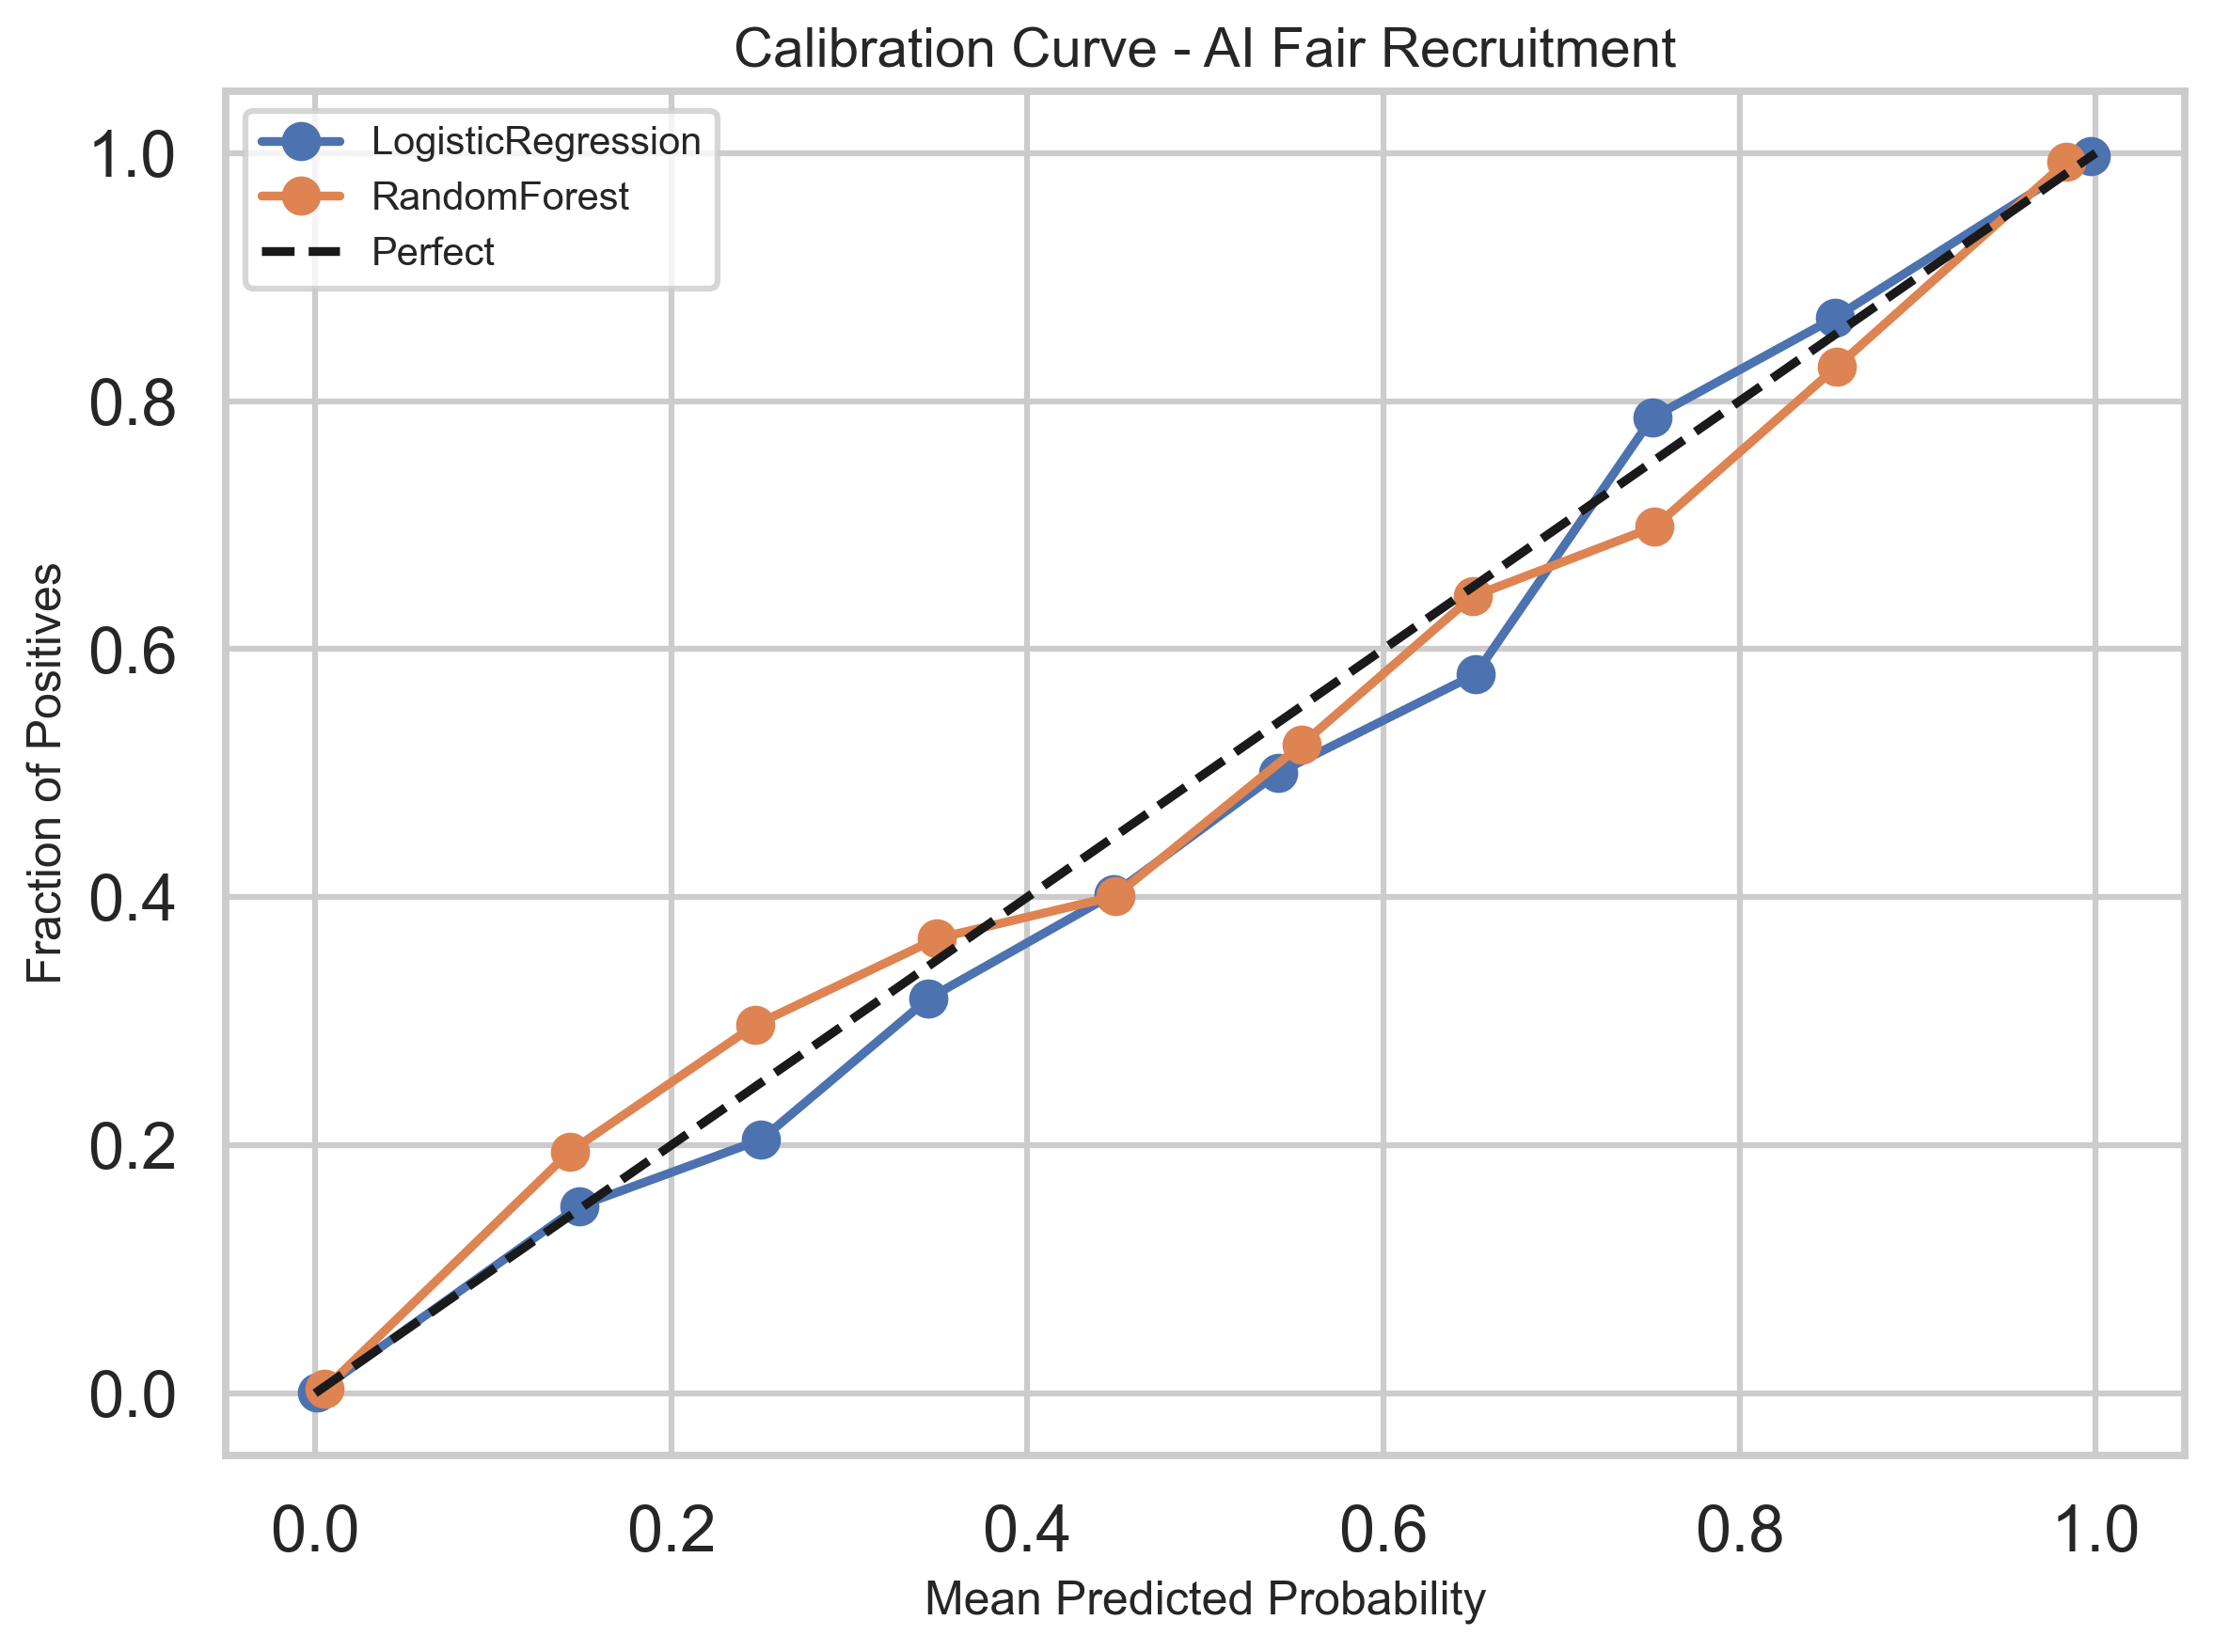 Calibration Curve - AI Fair Recruitment
LogisticRegression
RandomForest
Perfect
1.0
0.8
0.6
0.4
0.2
0.0
Fraction of Positives
0.0 0.2 0.4 0.6 0.8 1.0
Mean Predicted Probability